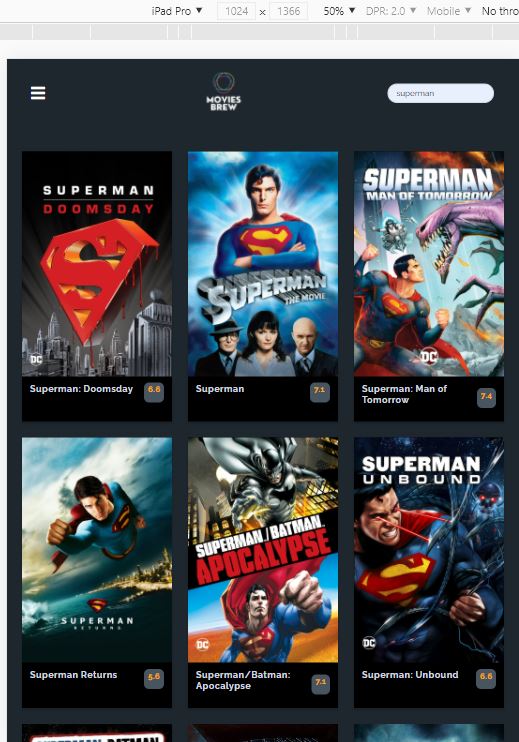 iPad Pro ▼ 1024 x 1366 50% ▼ DPR: 2.0 ▼ Mobile ▼ No thro
MOVIES
BREW
superman
SUPERMAN
DOOMSDAY
DC
SUPERMAN
THE MOVIE
SUPERMAN
MAN OF TOMORROW
DC
Superman: Doomsday 6.8
Superman 7.1
Superman: Man of
Tomorrow 7.4
SUPERMAN
RETURNS
SUPERMAN/BATMAN
APOCALYPSE
DC
SUPERMAN
UNBOUND
DC
Superman Returns 5.6
Superman/Batman:
Apocalypse 7.1
Superman: Unbound 6.6